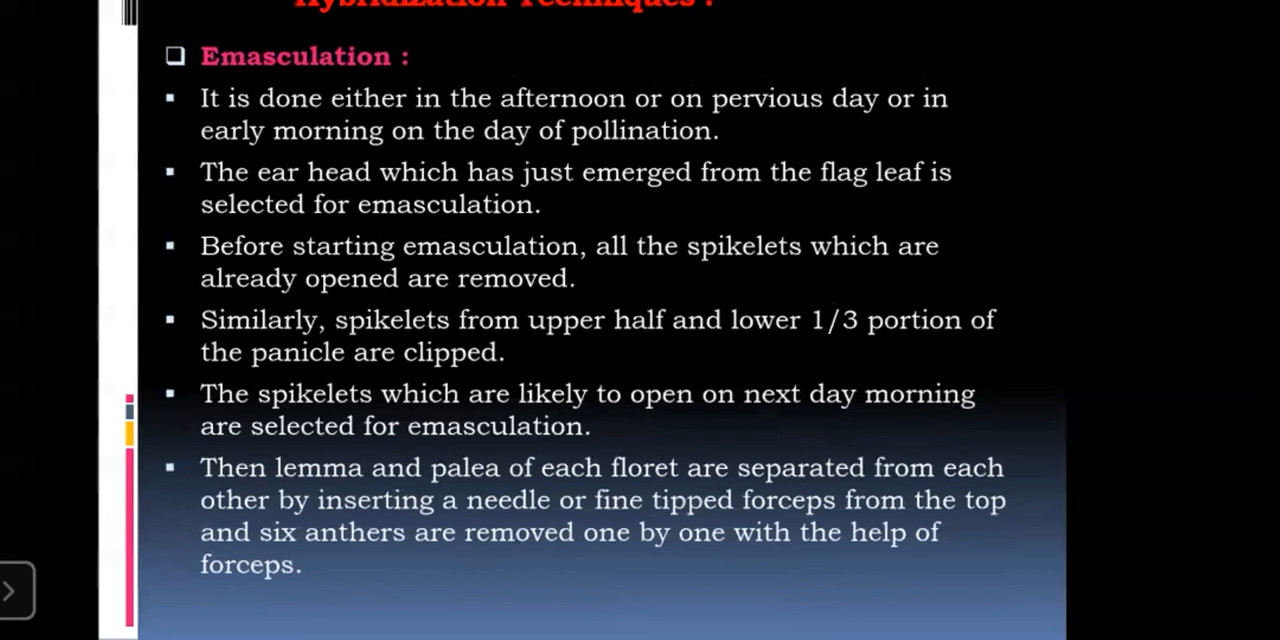 Hybridization Techniques :
❑ Emasculation :
▪ It is done either in the afternoon or on pervious day or in
early morning on the day of pollination.
▪ The ear head which has just emerged from the flag leaf is
selected for emasculation.
▪ Before starting emasculation, all the spikelets which are
already opened are removed.
▪ Similarly, spikelets from upper half and lower 1/3 portion of
the panicle are clipped.
▪ The spikelets which are likely to open on next day morning
are selected for emasculation.
▪ Then lemma and palea of each floret are separated from each
other by inserting a needle or fine tipped forceps from the top
and six anthers are removed one by one with the help of
forceps.